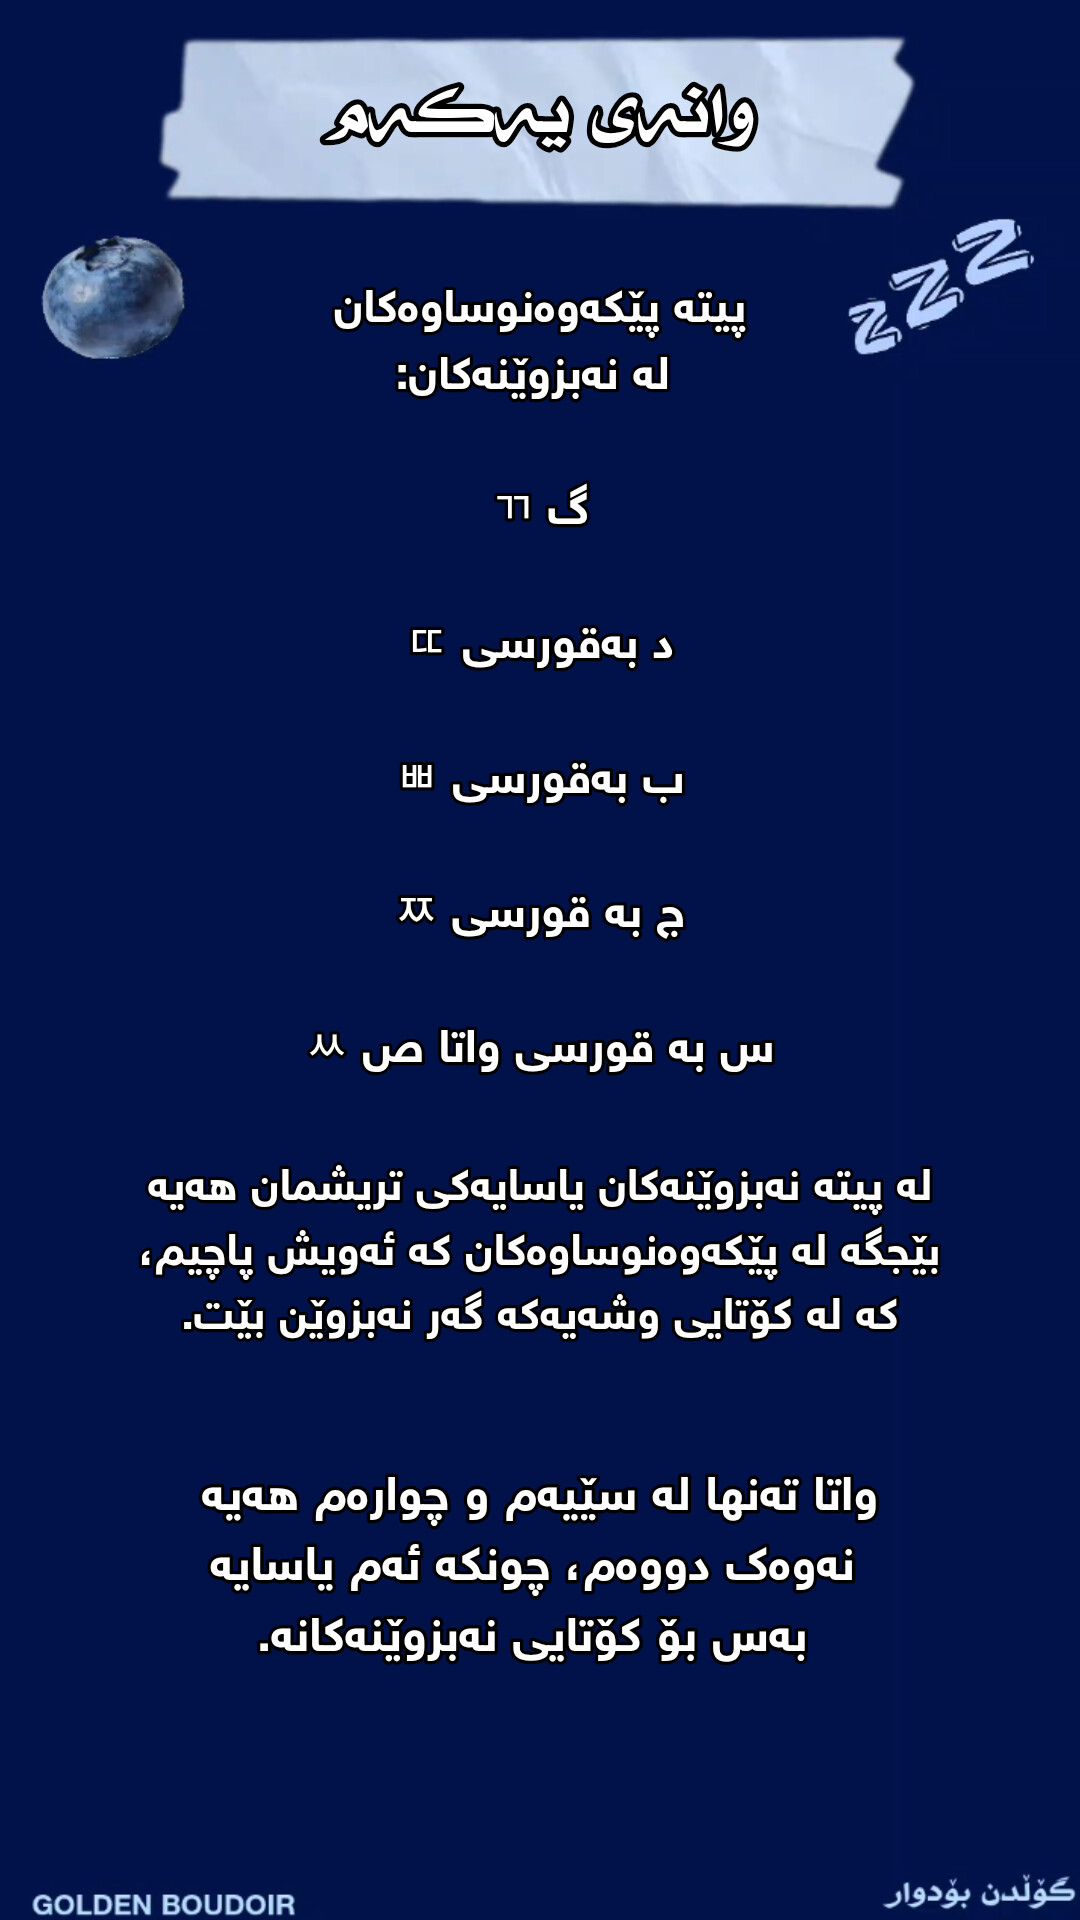 وانەی یەکەم
پیتە پێکەوەنوساوەکان
لە نەبزوێنەکان:
گ ㄲ
د بەقورسی ㄸ
ب بەقورسی ㅃ
ج بە قورسی ㅉ
س بە قورسی واتا ص ㅆ
لە پیتە نەبزوێنەکان یاسایەکی تریشمان هەیە
بێجگە لە پێکەوەنوساوەکان کە ئەویش پاچیم،
کە لە کۆتایی وشەیەکە گەر نەبزوێن بێت.
واتا تەنها لە سێیەم و چوارەم هەیە
نەوەک دووەم، چونکە ئەم یاسایە
بەس بۆ کۆتایی نەبزوێنەکانە.
گۆڵدن بۆدوار
GOLDEN BOUDOIR
zzz